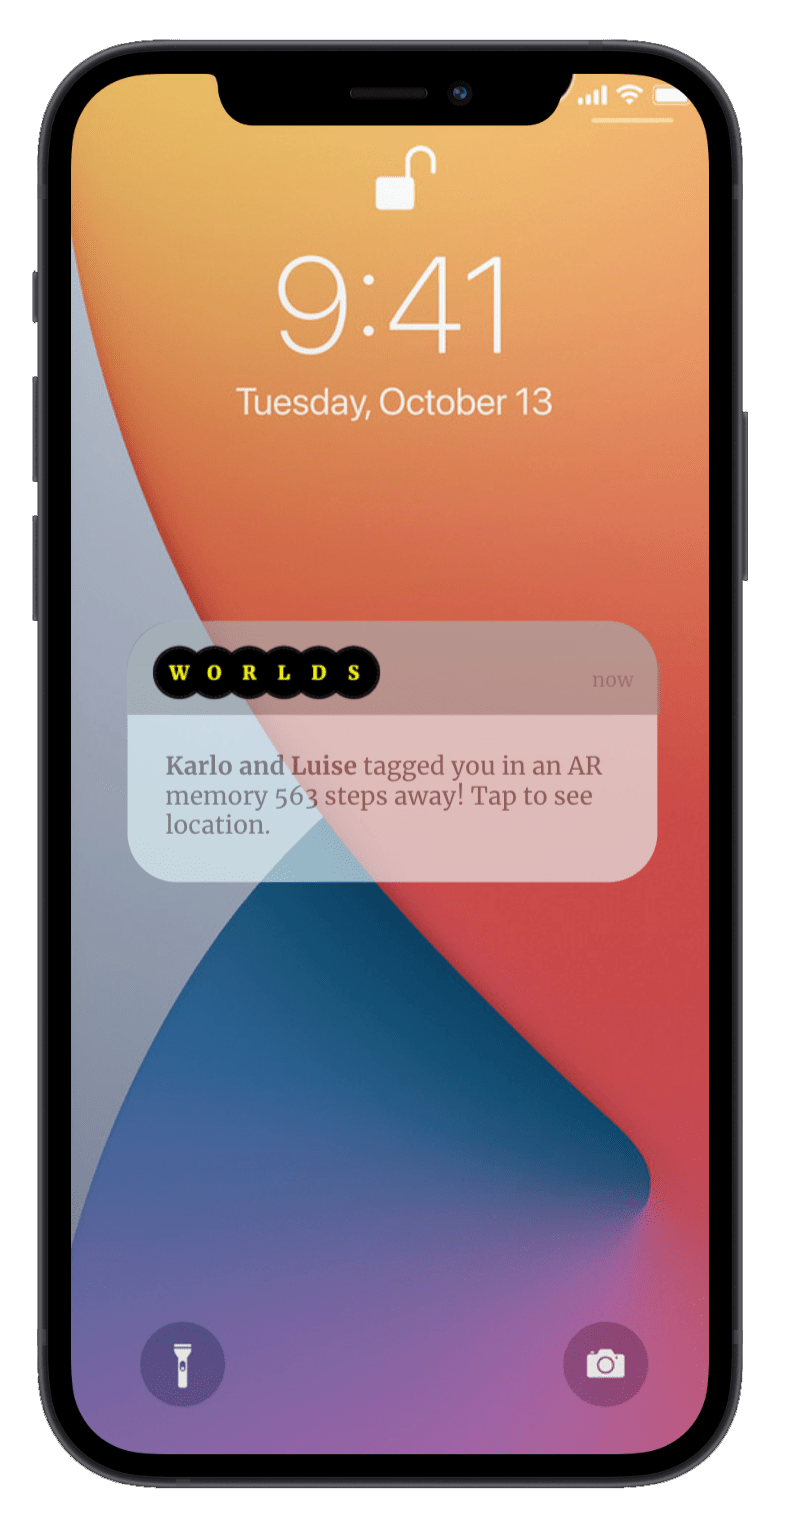 9:41
Tuesday, October 13
WORLDS
now
Karlo and Luise tagged you in an AR
memory 563 steps away! Tap to see
location.